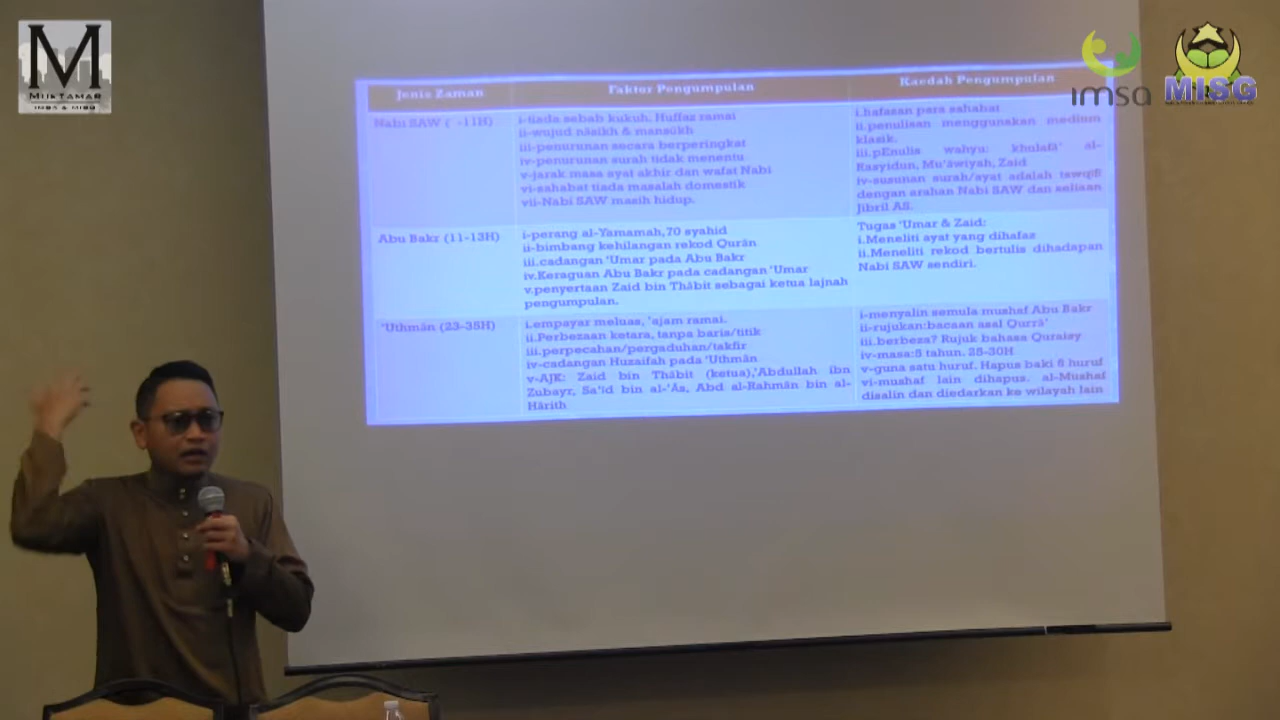 M
MUKTAMAR
IMSA & MISG
imsa
MISG
Jenis Zaman
Faktor Pengumpulan
Kaedah Pengumpulan
Nabi SAW ( -11H)
i-tiada sebab kukuh. Huffaz ramai
ii-wujud nāsikh & mansūkh
iii-penurunan secara berperingkat
iv-penurunan surah tidak menentu
v-jarak masa ayat akhir dan wafat Nabi
vi-sahabat tiada masalah domestik
vii-Nabi SAW masih hidup.
i.hafasan para sahabat
ii.penulisan menggunakan medium
klasik.
iii.pEnulis wahyu: khulafā' al-
Rasyidun, Mu'āwiyah, Zaid
iv-susunan surah/ayat adalah tawqīfī
dengan arahan Nabi SAW dan seliaan
Jibril AS.
Abu Bakr (11-13H)
i-perang al-Yamamah,70 syahid
ii-bimbang kehilangan rekod Qurān
iii.cadangan 'Umar pada Abu Bakr
iv.Keraguan Abu Bakr pada cadangan 'Umar
v.penyertaan Zaid bin Thābit sebagai ketua lajnah
pengumpulan.
Tugas 'Umar & Zaid:
i.Meneliti ayat yang dihafaz
ii.Meneliti rekod bertulis dihadapan
Nabi SAW sendiri.
'Uthmān (23-35H)
i.empayar meluas, 'ajam ramai.
ii.Perbezaan ketara, tanpa baris/titik
iii.perpecahan/pergaduhan/takfir
iv-cadangan Huzaifah pada 'Uthmān
v-AJK: Zaid bin Thābit (ketua),'Abdullah ibn
Zubayr, Sa'id bin al-'Ās, Abd al-Rahmān bin al-
Hārith
i-menyalin semula mushaf Abu Bakr
ii-rujukan:bacaan asal Qurrā'
iii.berbeza? Rujuk bahasa Quraisy
iv-masa:5 tahun. 25-30H
v-guna satu huruf. Hapus baki 6 huruf
vi-mushaf lain dihapus. al-Mushaf
disalin dan diedarkan ke wilayah lain